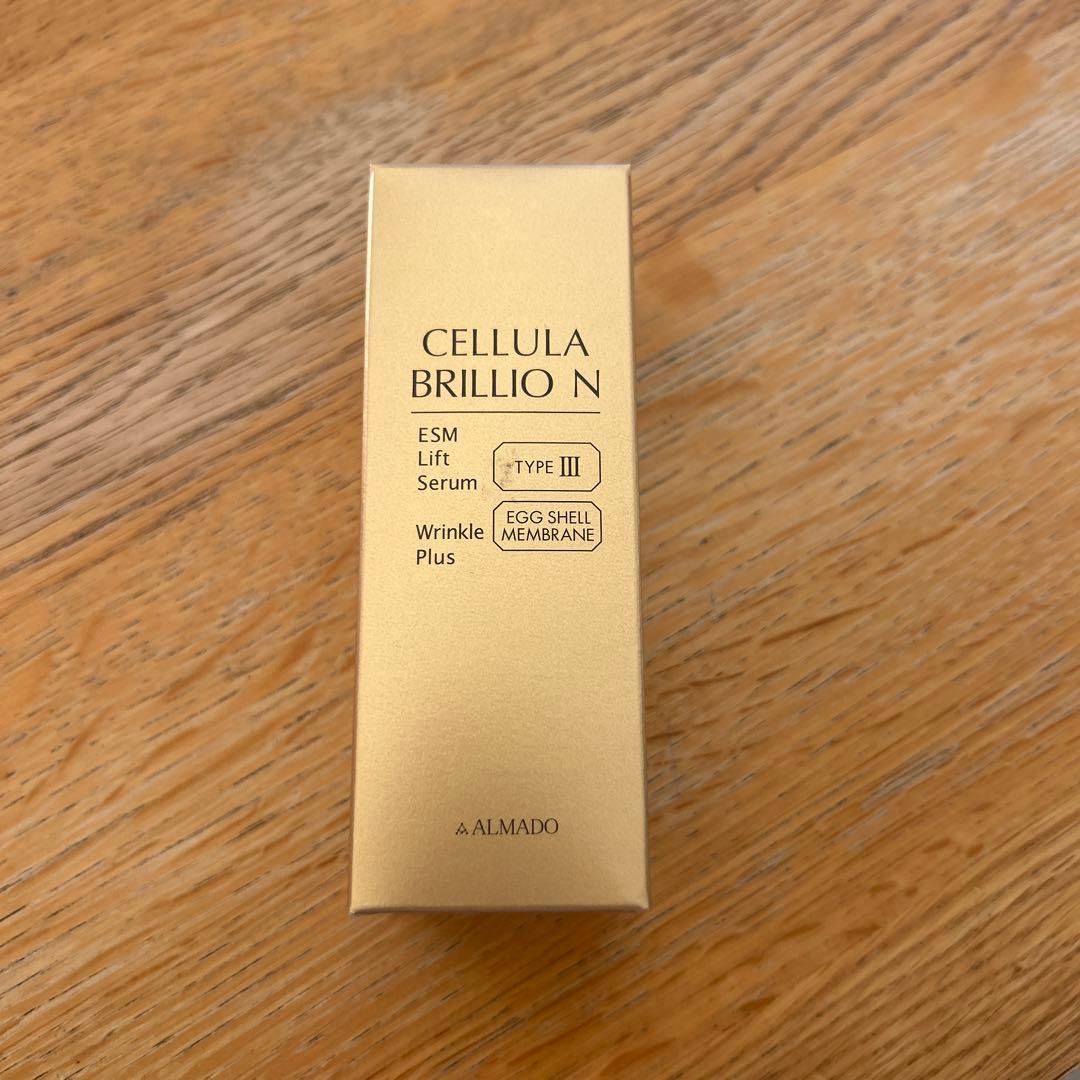 CELLULA
BRILLIO N
ESM
Lift
Serum
TYPE III
EGG SHELL
MEMBRANE
Wrinkle
Plus
ALMADO